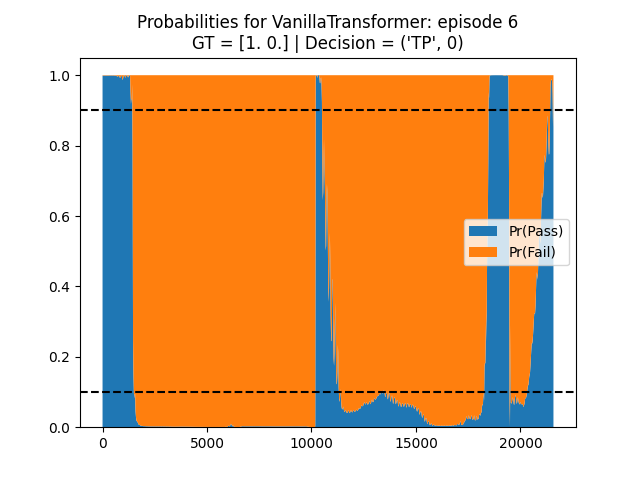 Probabilities for VanillaTransformer: episode 6
GT = [1. 0.] | Decision = ('TP', 0)
1.0
0.8
0.6
0.4
0.2
0.0
Pr(Pass)
Pr(Fail)
0
5000
10000
15000
20000